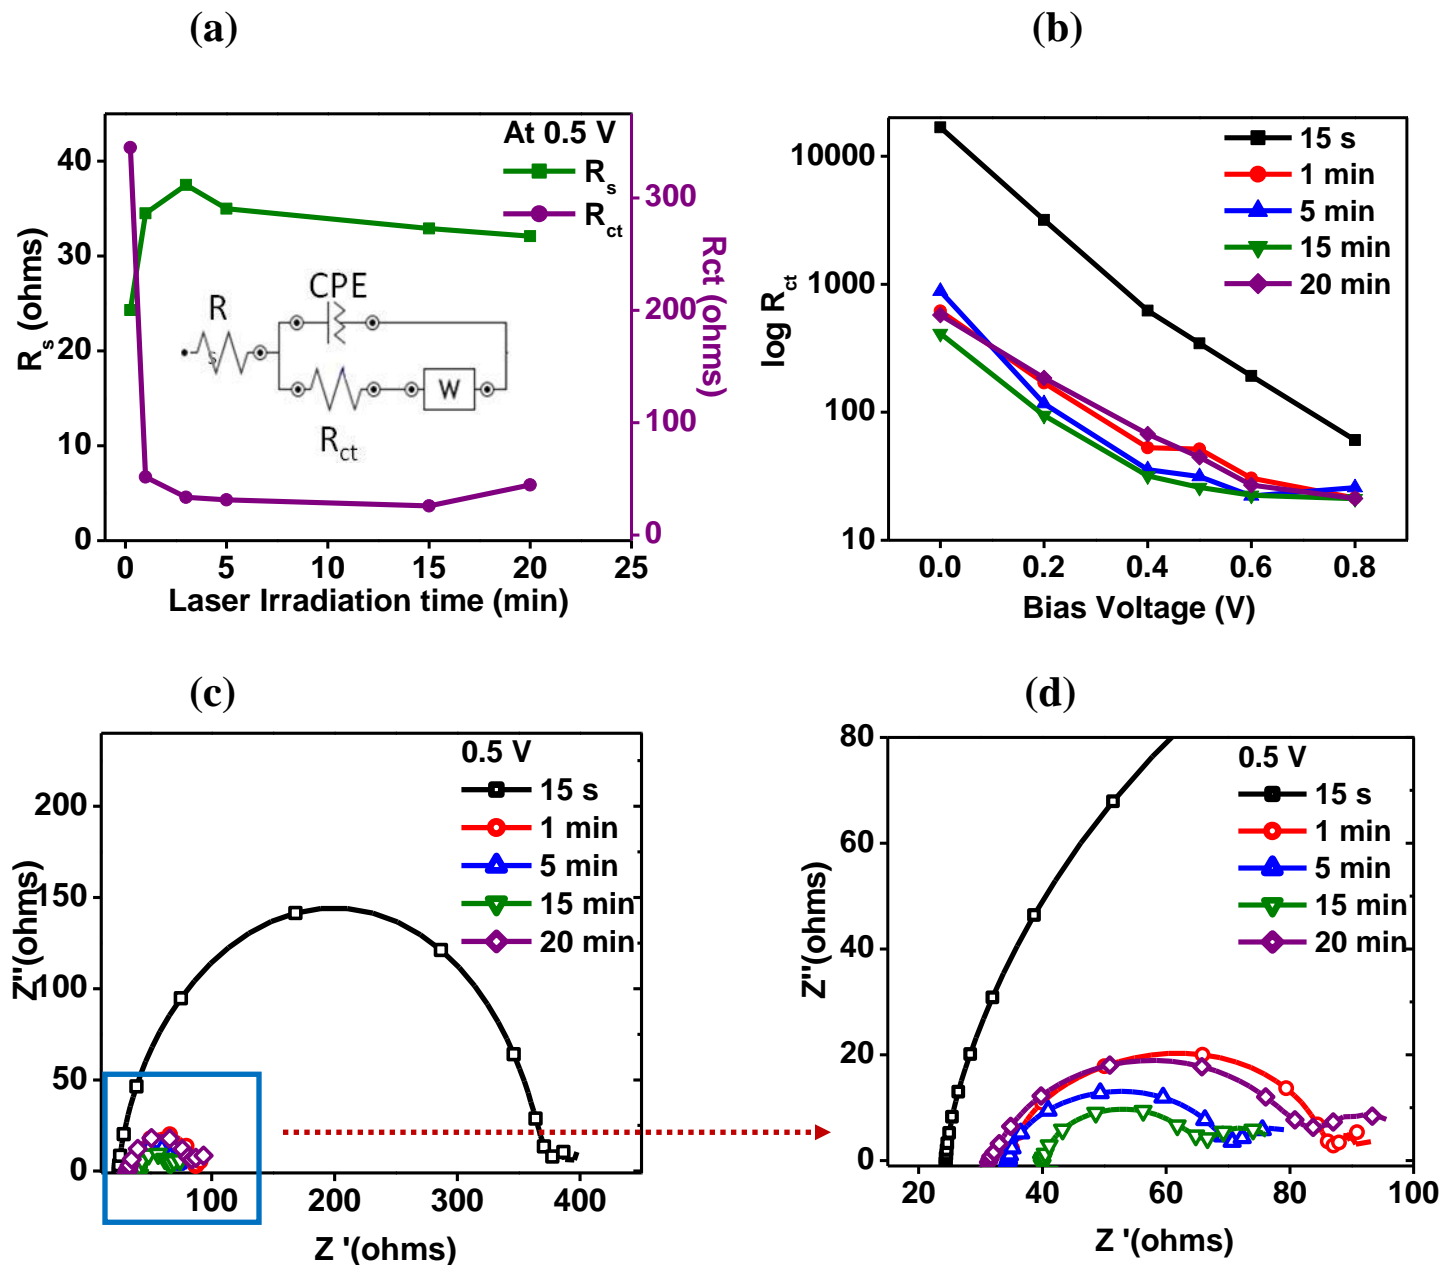 (a)
At 0.5 V
Rs
Rct
40
30
20
10
0
Rs (ohms)
300
200
100
0
Rct (ohms)
R
s
CPE
Rct
W
0 5 10 15 20 25
Laser Irradiation time (min)
(b)
15 s
1 min
5 min
15 min
20 min
10000
1000
100
10
log Rct
0.0 0.2 0.4 0.6 0.8
Bias Voltage (V)
(c)
0.5 V
15 s
1 min
5 min
15 min
20 min
200
150
100
50
0
Z"(ohms)
100 200 300 400
Z '(ohms)
(d)
0.5 V
15 s
1 min
5 min
15 min
20 min
80
60
40
20
0
Z"(ohms)
20 40 60 80 100
Z '(ohms)